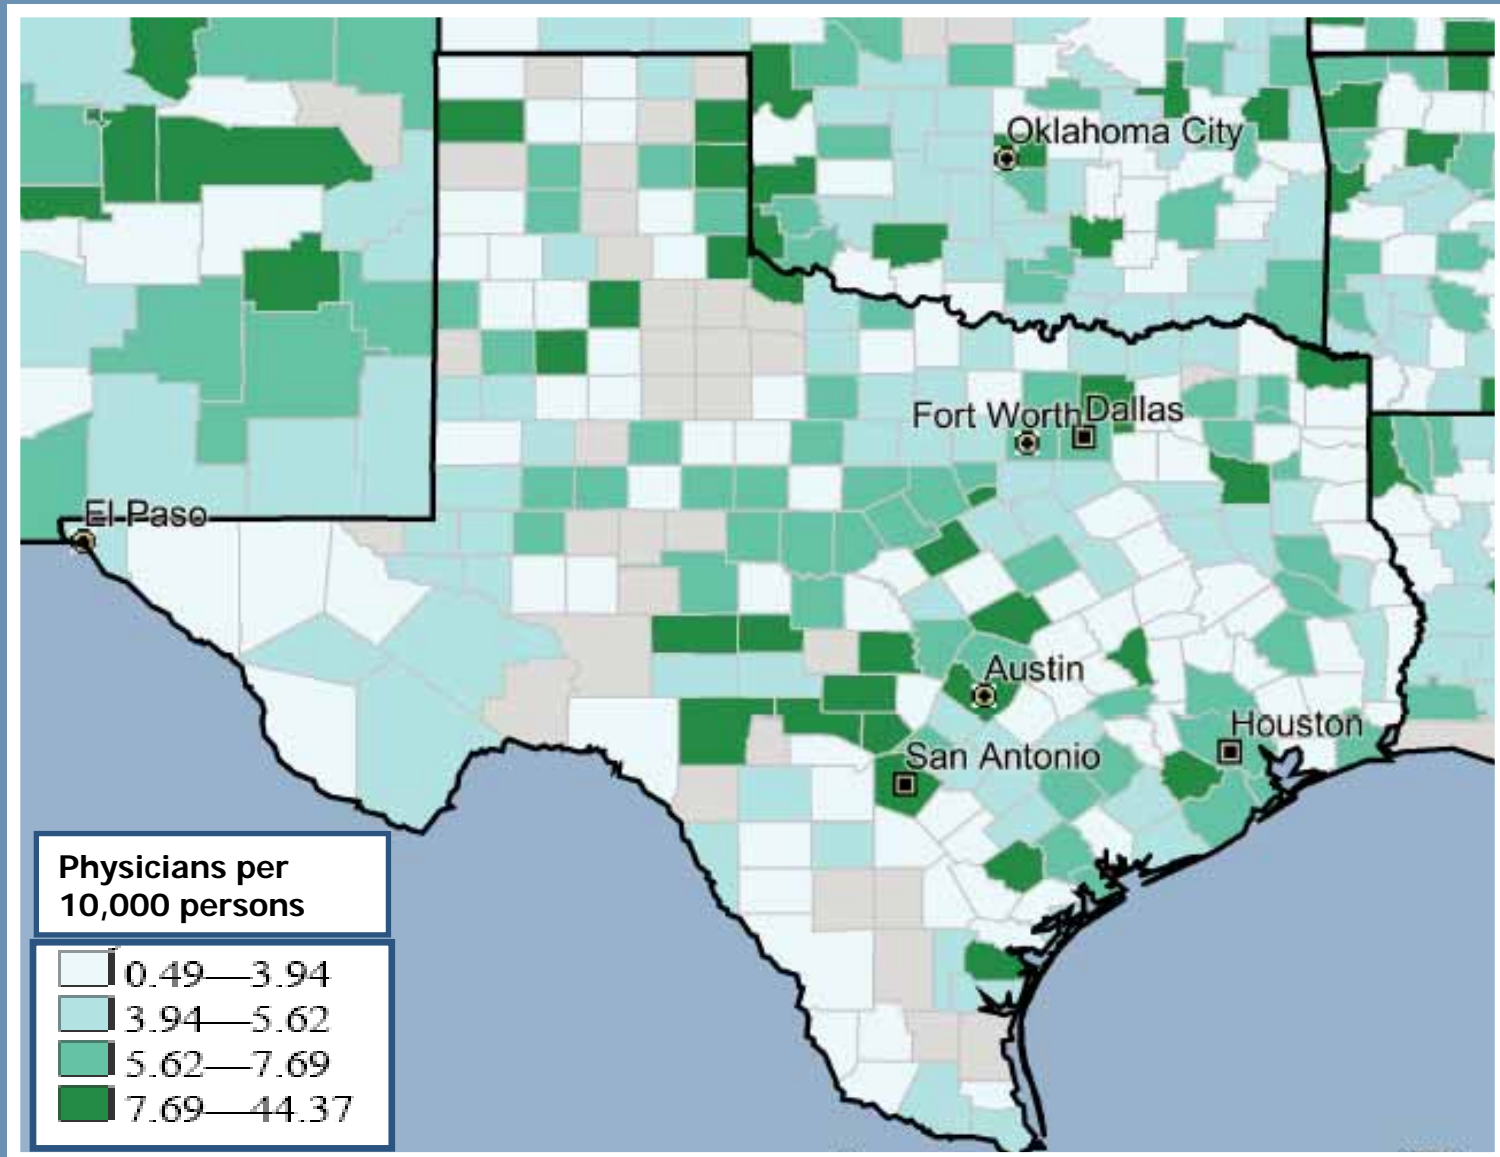 Oklahoma City
Fort Worth
Dallas
El Paso
Austin
Houston
San Antonio
Physicians per
10,000 persons
0.49—3.94
3.94—5.62
5.62—7.69
7.69—44.37